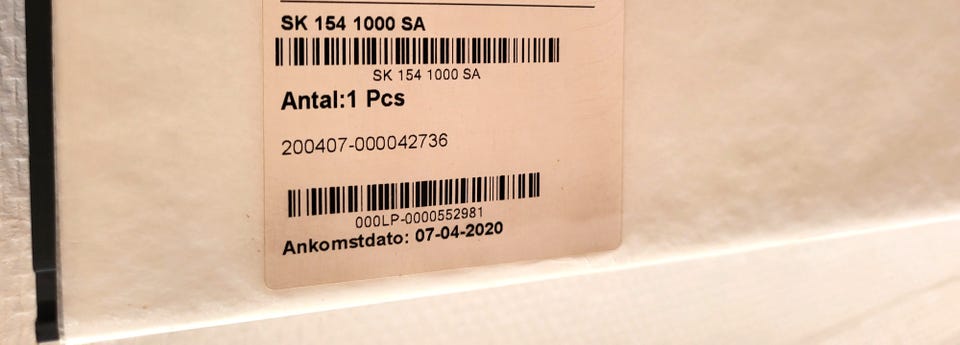 SK 154 1000 SA
SK 154 1000 SA
Antal:1 Pcs
200407-000042736
000LP-0000552981
Ankomstdato: 07-04-2020